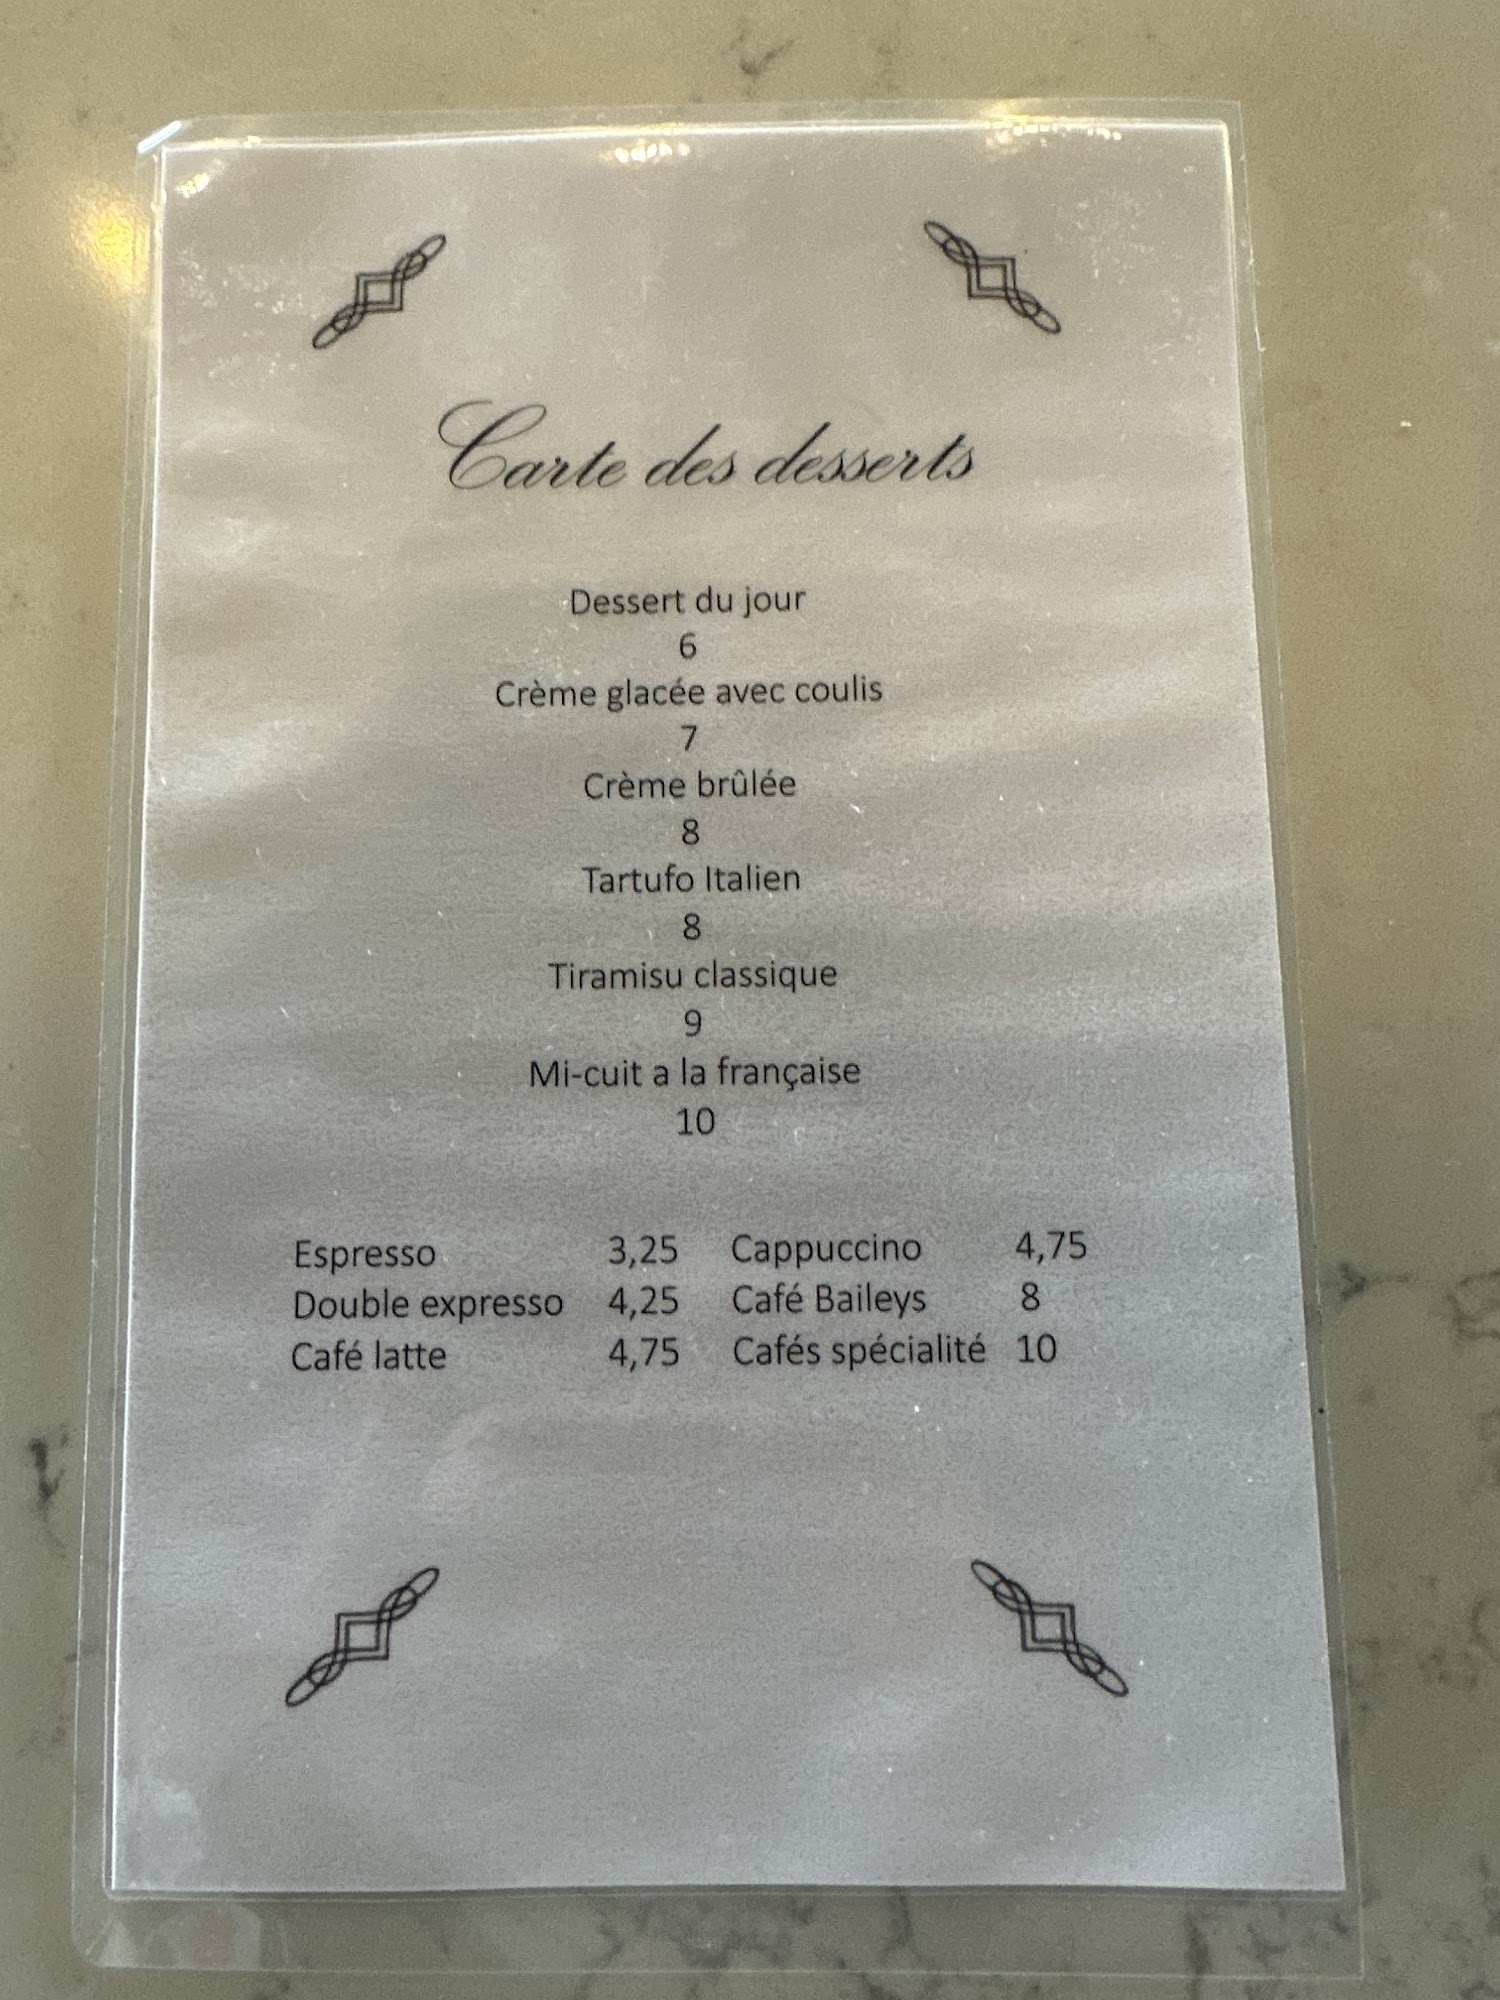 Carte des desserts
Dessert du jour
6
Crème glacée avec coulis
7
Crème brûlée
8
Tartufo Italien
8
Tiramisu classique
9
Mi-cuit a la française
10
Espresso 3,25 Cappuccino 4,75
Double expresso 4,25 Café Baileys 8
Café latte 4,75 Cafés spécialité 10